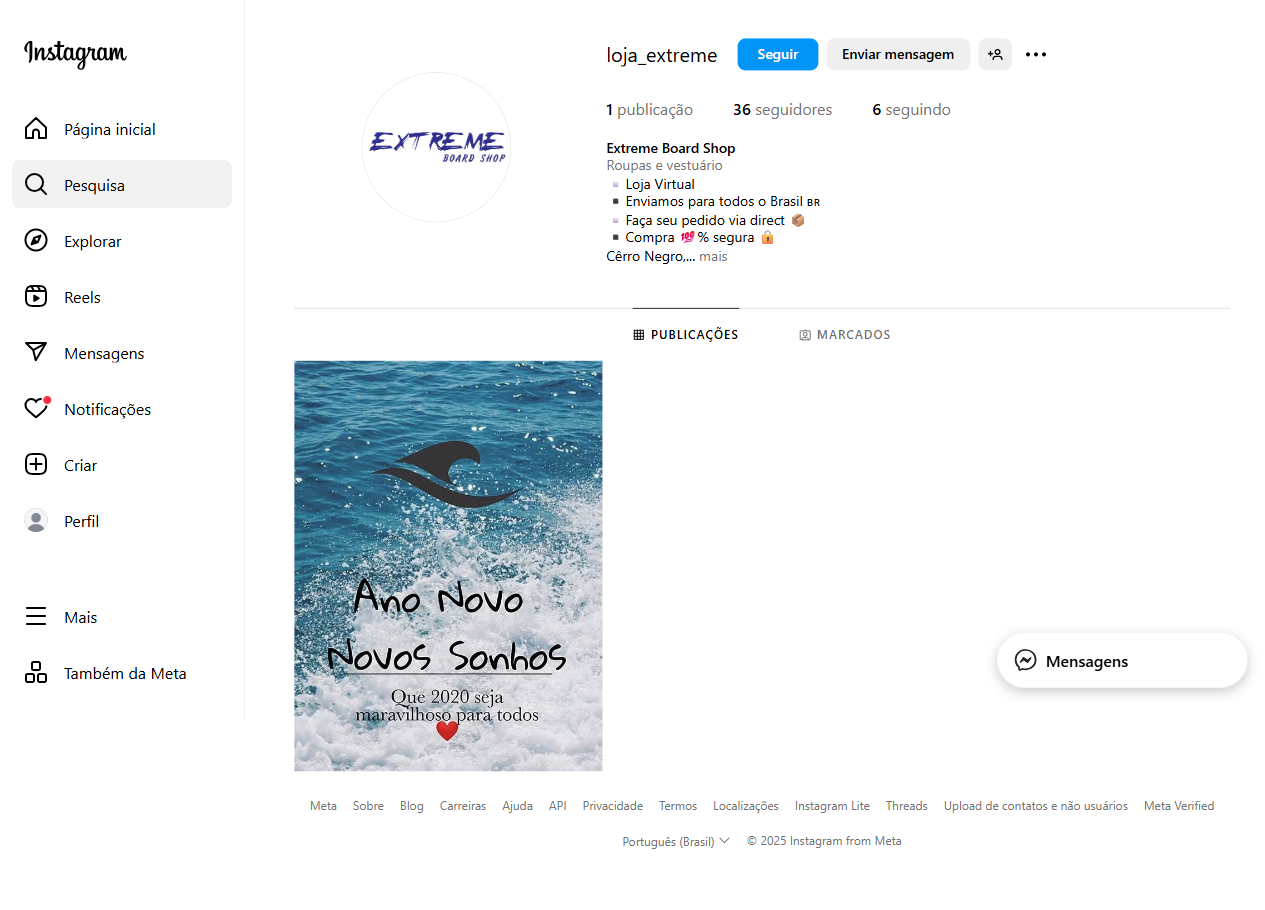 Instagram
Página inicial
Pesquisa
Explorar
Reels
Mensagens
Notificações
Criar
Perfil
Mais
Também da Meta
EXTREME
BOARD SHOP
loja_extreme Seguir Enviar mensagem
1 publicação 36 seguidores 6 seguindo
Extreme Board Shop
Roupas e vestuário
▫️Loja Virtual
▪️Enviamos para todos o Brasil 🇧🇷
▫️Faça seu pedido via direct 📦
▪️Compra 💯% segura 🔒
Cêrro Negro,... mais
PUBLICAÇÕES MARCADOS
Ano Novo
Novos Sonhos
Que 2020 seja
maravilhoso para todos
❤️
Mensagens
Meta Sobre Blog Carreiras Ajuda API Privacidade Termos Localizações Instagram Lite Threads Upload de contatos e não usuários Meta Verified
Português (Brasil) © 2025 Instagram from Meta